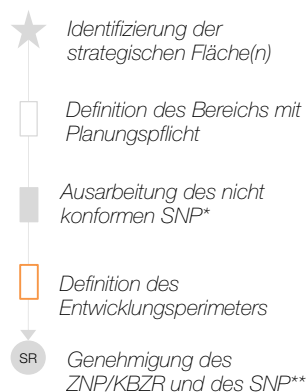 Identifizierung der
strategischen Fläche(n)
Definition des Bereichs mit
Planungspflicht
Ausarbeitung des nicht
konformen SNP*
Definition des
Entwicklungsperimeters
SR
Genehmigung des
ZNP/KBZR und des SNP**